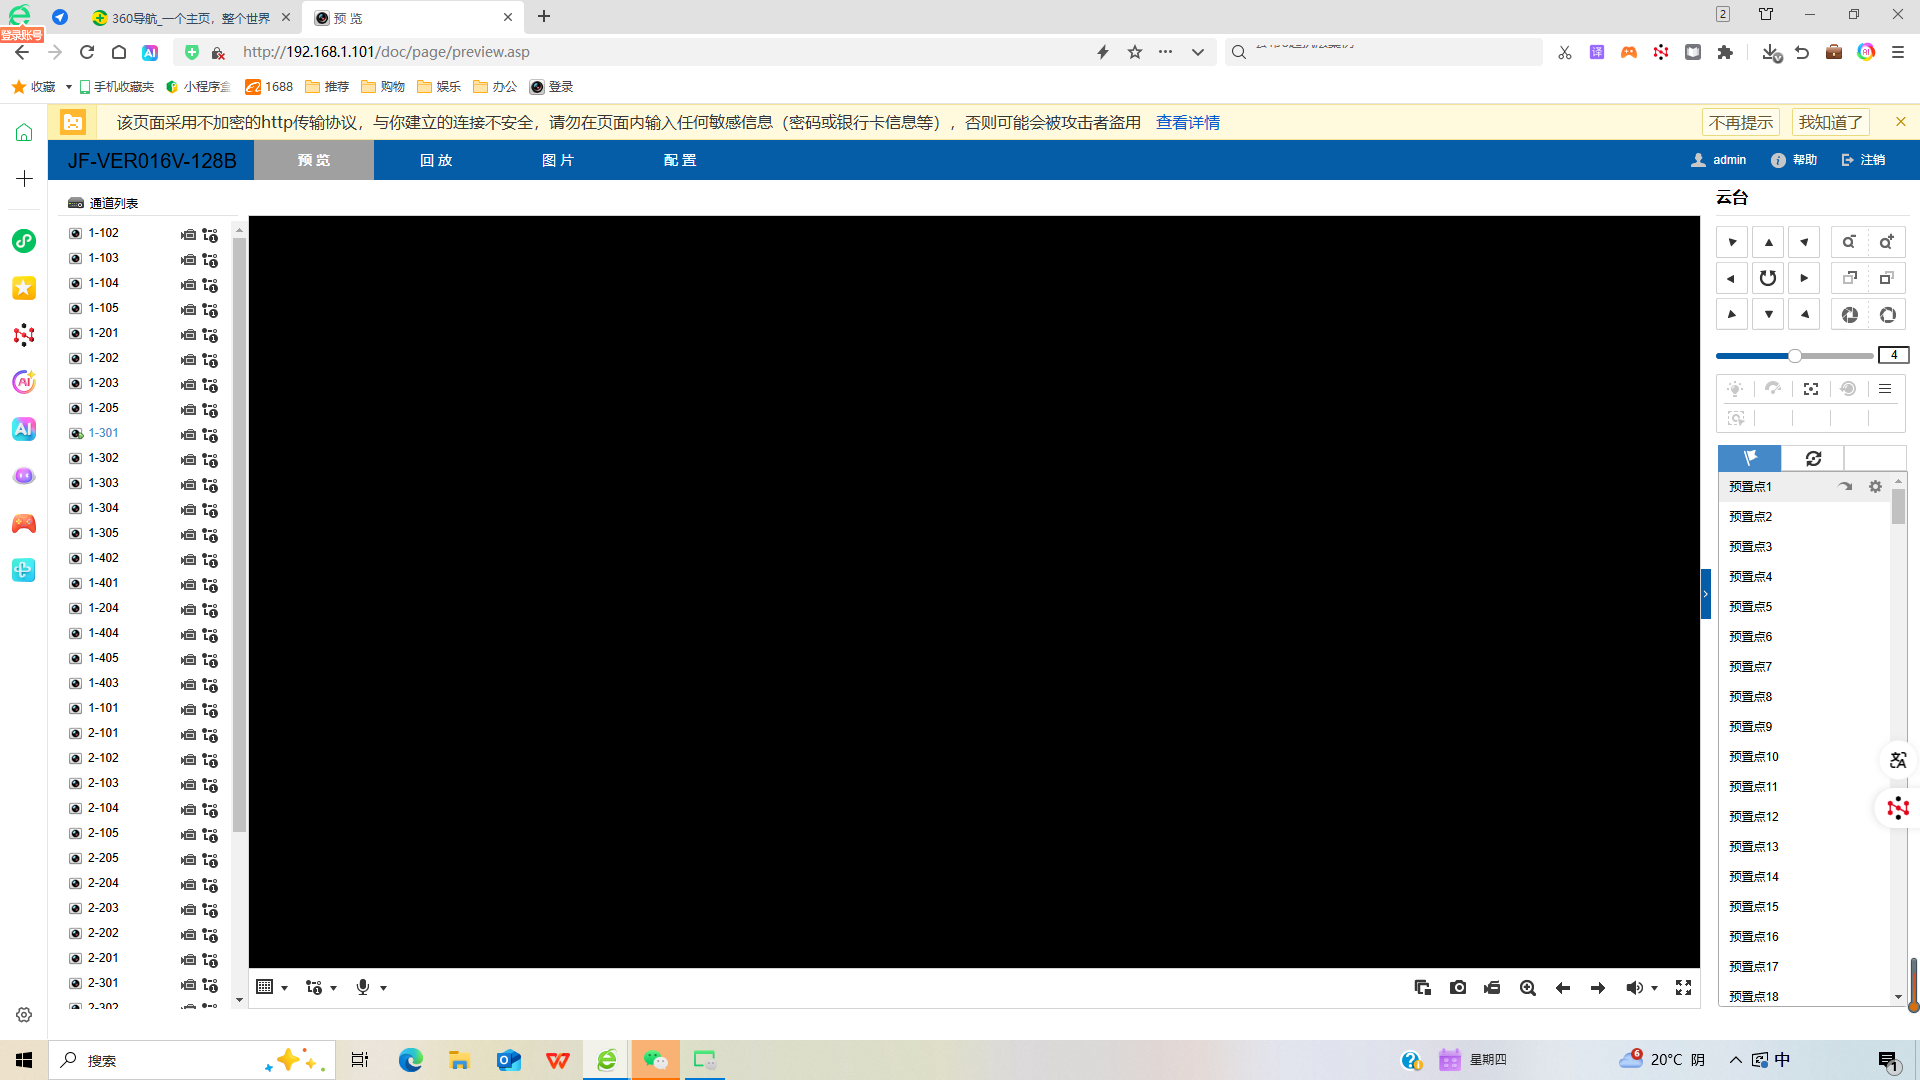 登录账号
360导航_一个主页，整个世界
预 览
2
http://192.168.1.101/doc/page/preview.asp
AI
译
收藏
手机收藏夹
小程序盒
1688
推荐
购物
娱乐
办公
登录
该页面采用不加密的http传输协议，与你建立的连接不安全，请勿在页面内输入任何敏感信息（密码或银行卡信息等），否则可能会被攻击者盗用 查看详情
不再提示
我知道了
JF-VER016V-128B
预 览
回 放
图 片
配 置
admin
帮助
注销
通道列表
1-102
1-103
1-104
1-105
1-201
1-202
1-203
1-205
1-301
1-302
1-303
1-304
1-305
1-402
1-401
1-204
1-404
1-405
1-403
1-101
2-101
2-102
2-103
2-104
2-105
2-205
2-204
2-203
2-202
2-201
2-301
2-302
云台
4
预置点1
预置点2
预置点3
预置点4
预置点5
预置点6
预置点7
预置点8
预置点9
预置点10
预置点11
预置点12
预置点13
预置点14
预置点15
预置点16
预置点17
预置点18
搜索
星期四
6
20°C 阴
中
1